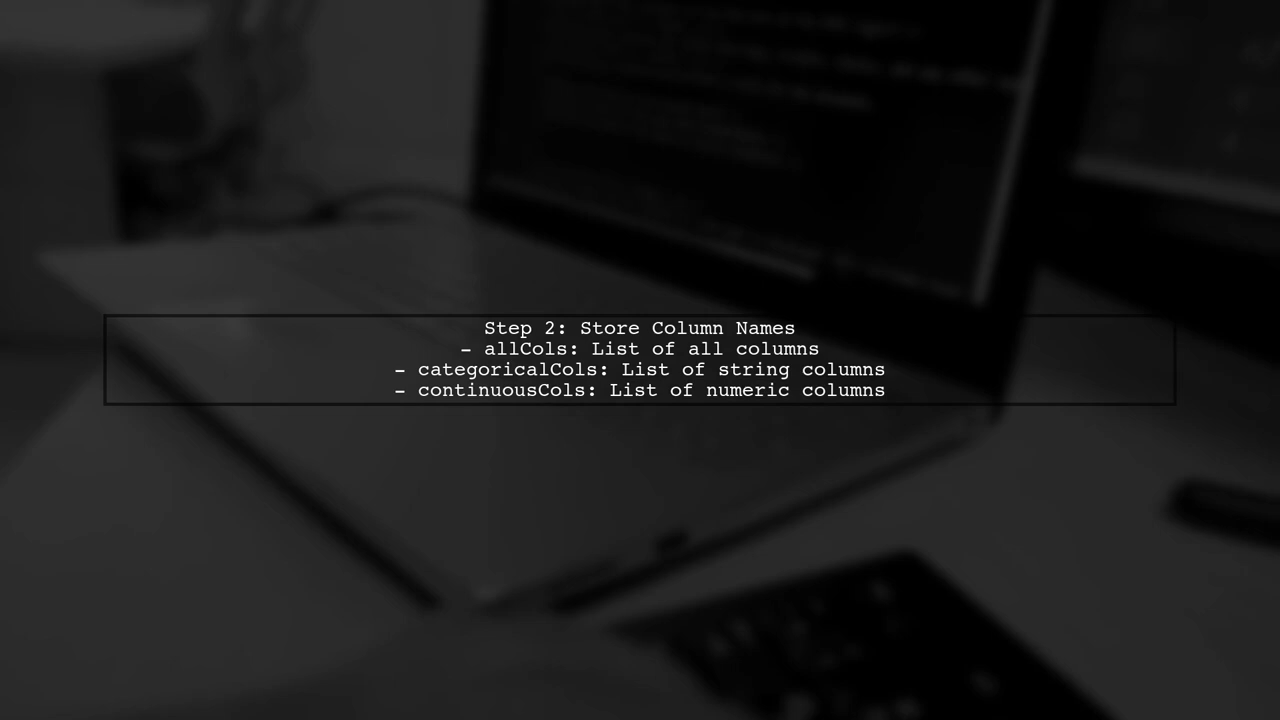 Step 2: Store Column Names
- allCols: List of all columns
- categoricalCols: List of string columns
- continuousCols: List of numeric columns